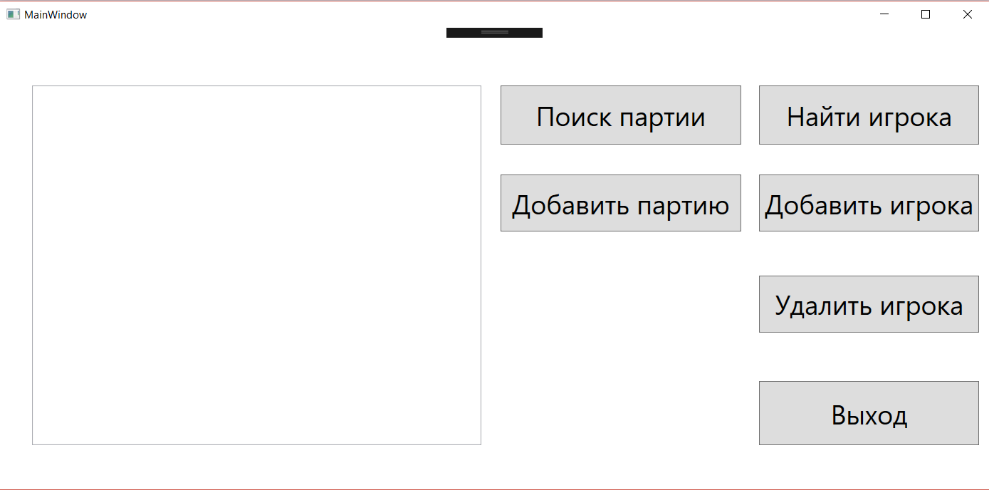 MainWindow
Поиск партии
Найти игрока
Добавить партию
Добавить игрока
Удалить игрока
Выход